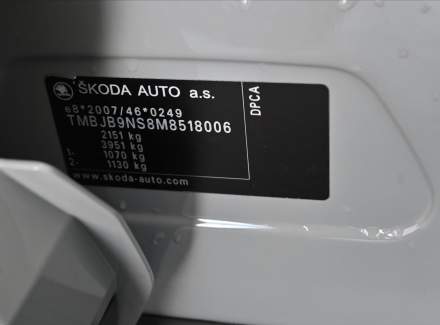 ŠKODA AUTO a.s.
e8*2007/46*0249
TMBJB9NS8M8518006
2151 kg
3951 kg
1- 1070 kg
2- 1130 kg
www.skoda-auto.com
DPCA